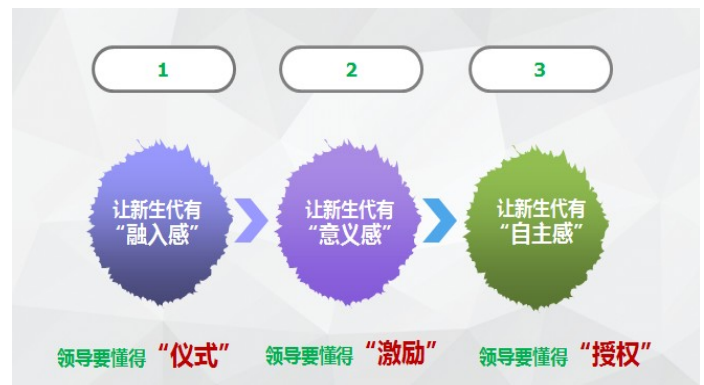 1
2
3
让新生代有
“融入感”
让新生代有
“意义感”
让新生代有
“自主感”
领导要懂得“仪式”
领导要懂得“激励”
领导要懂得“授权”